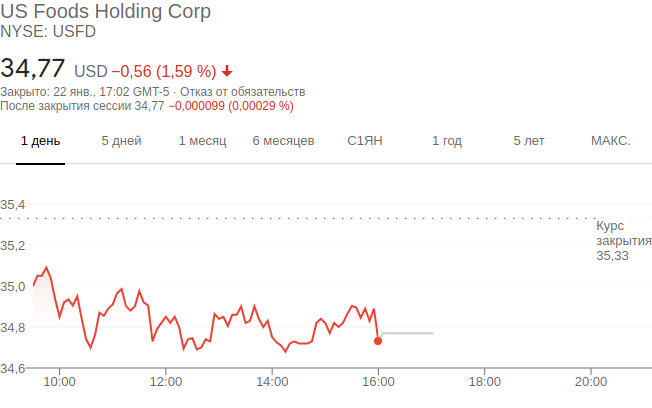 US Foods Holding Corp
NYSE: USFD
34,77 USD −0,56 (1,59 %)
Закрыто: 22 янв., 17:02 GMT-5 · Отказ от обязательств
После закрытия сессии 34,77 −0,000099 (0,00029 %)
1 день 5 дней 1 месяц 6 месяцев С1ЯН 1 год 5 лет МАКС.
35,4
35,2
35,0
34,8
34,6
Курс
закрытия
35,33
10:00 12:00 14:00 16:00 18:00 20:00